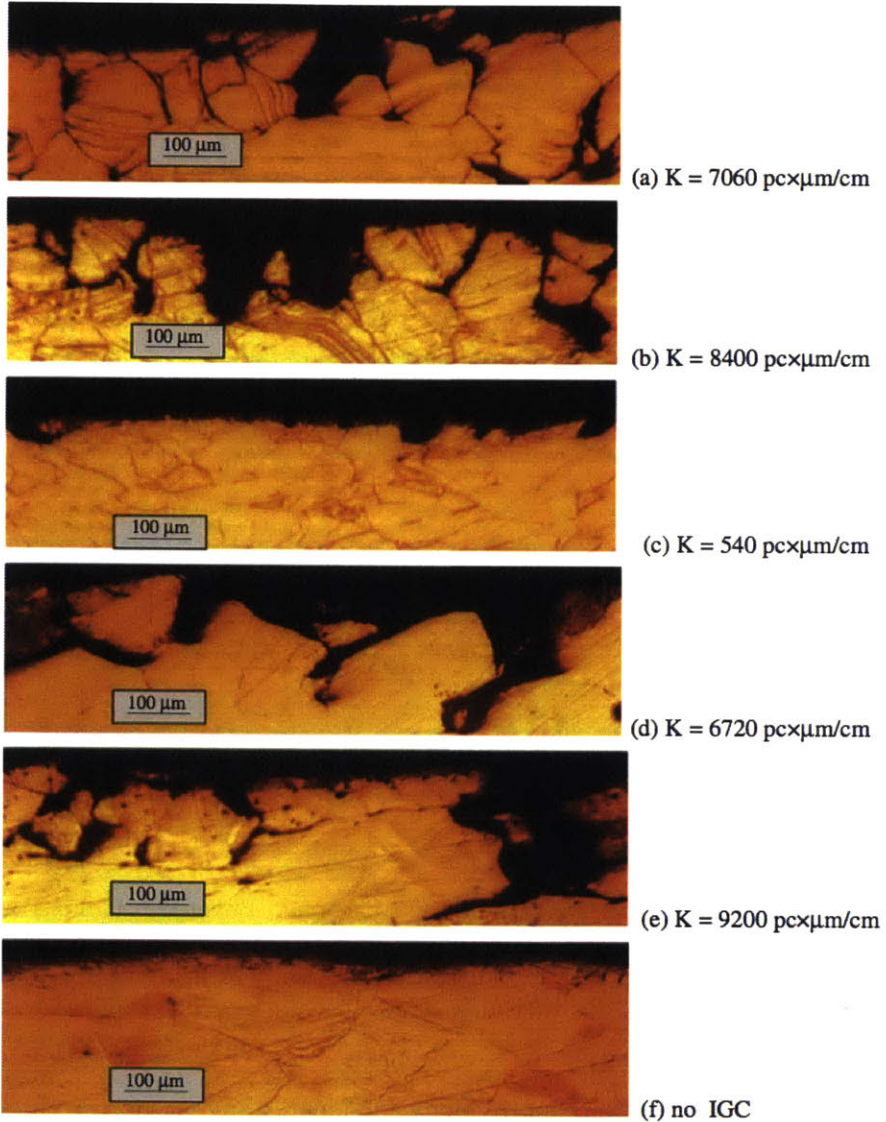 100 μm
(a) K = 7060 pc×μm/cm
100 μm
(b) K = 8400 pc×μm/cm
100 μm
(c) K = 540 pc×μm/cm
100 μm
(d) K = 6720 pc×μm/cm
100 μm
(e) K = 9200 pc×μm/cm
100 μm
(f) no IGC